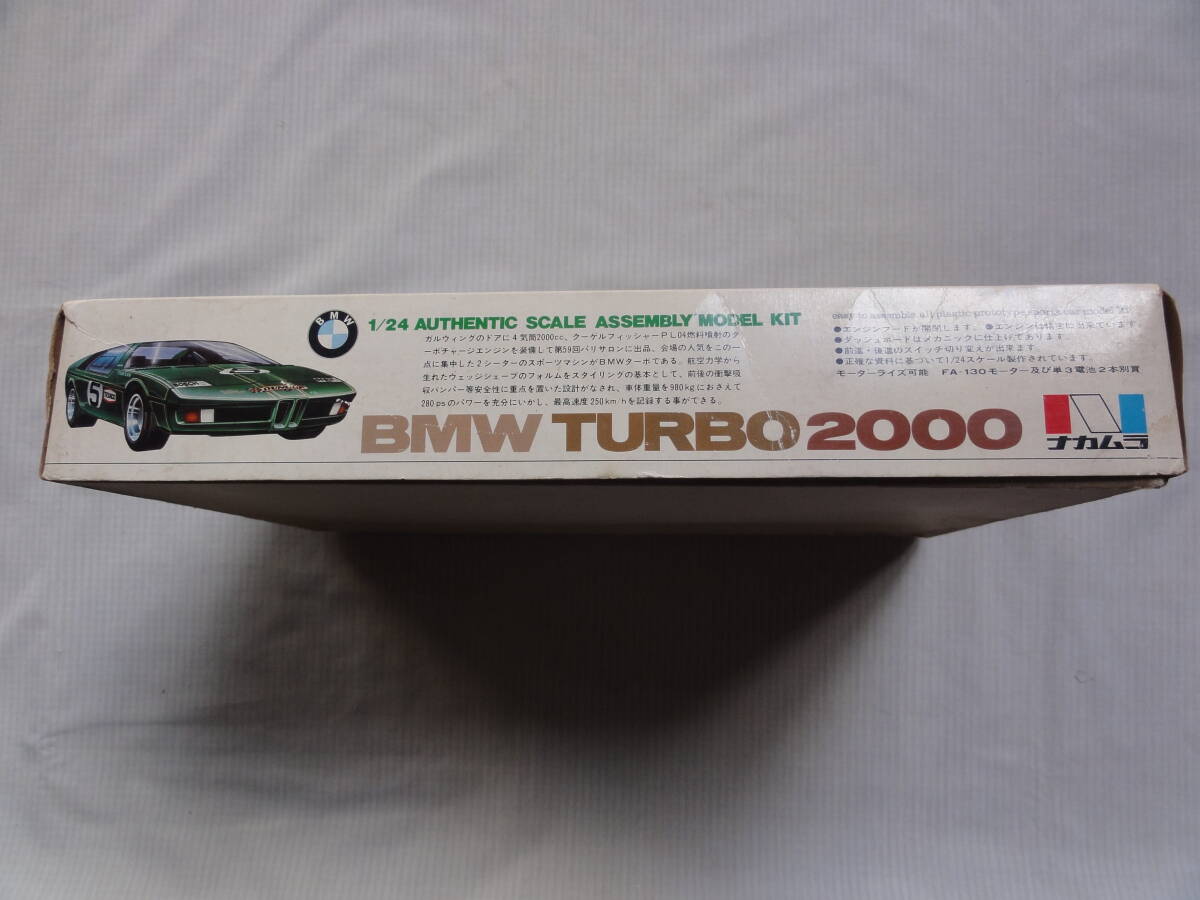 BMW
1/24 AUTHENTIC SCALE ASSEMBLY MODEL KIT
ガルウィングのドアに4気筒2000cc、クーゲルフィッシャーPL04燃料噴射のタ
ーボチャージエンジンを装備して第59回パリサロンに出品、会場の人気をこの一
点に集中した2シーターのスポーツマシンがBMWターボである。航空力学から
生れたウェッジシェープのフォルムをスタイリングの基本として、前後の衝撃吸
収バンパー等安全性に重点を置いた設計がなされ、車体重量を980kgにおさえて
280psのパワーを充分にいかし、最高速度250km/hを記録する事ができる。
BMW TURBO 2000
easy to assemble all plastic prototype sports car model kit
●エンジンフードが開閉します。●エンジンは精密に出来ています。
●ダッシュボードはメカニックに仕上げてあります。
●前進・後進のスイッチ切り変えが出来ます。
●正確な資料に基づいて1/24スケール製作されています。
モーターライズ可能 FA-130モーター及び単3電池2本別買
ナカムラ
5